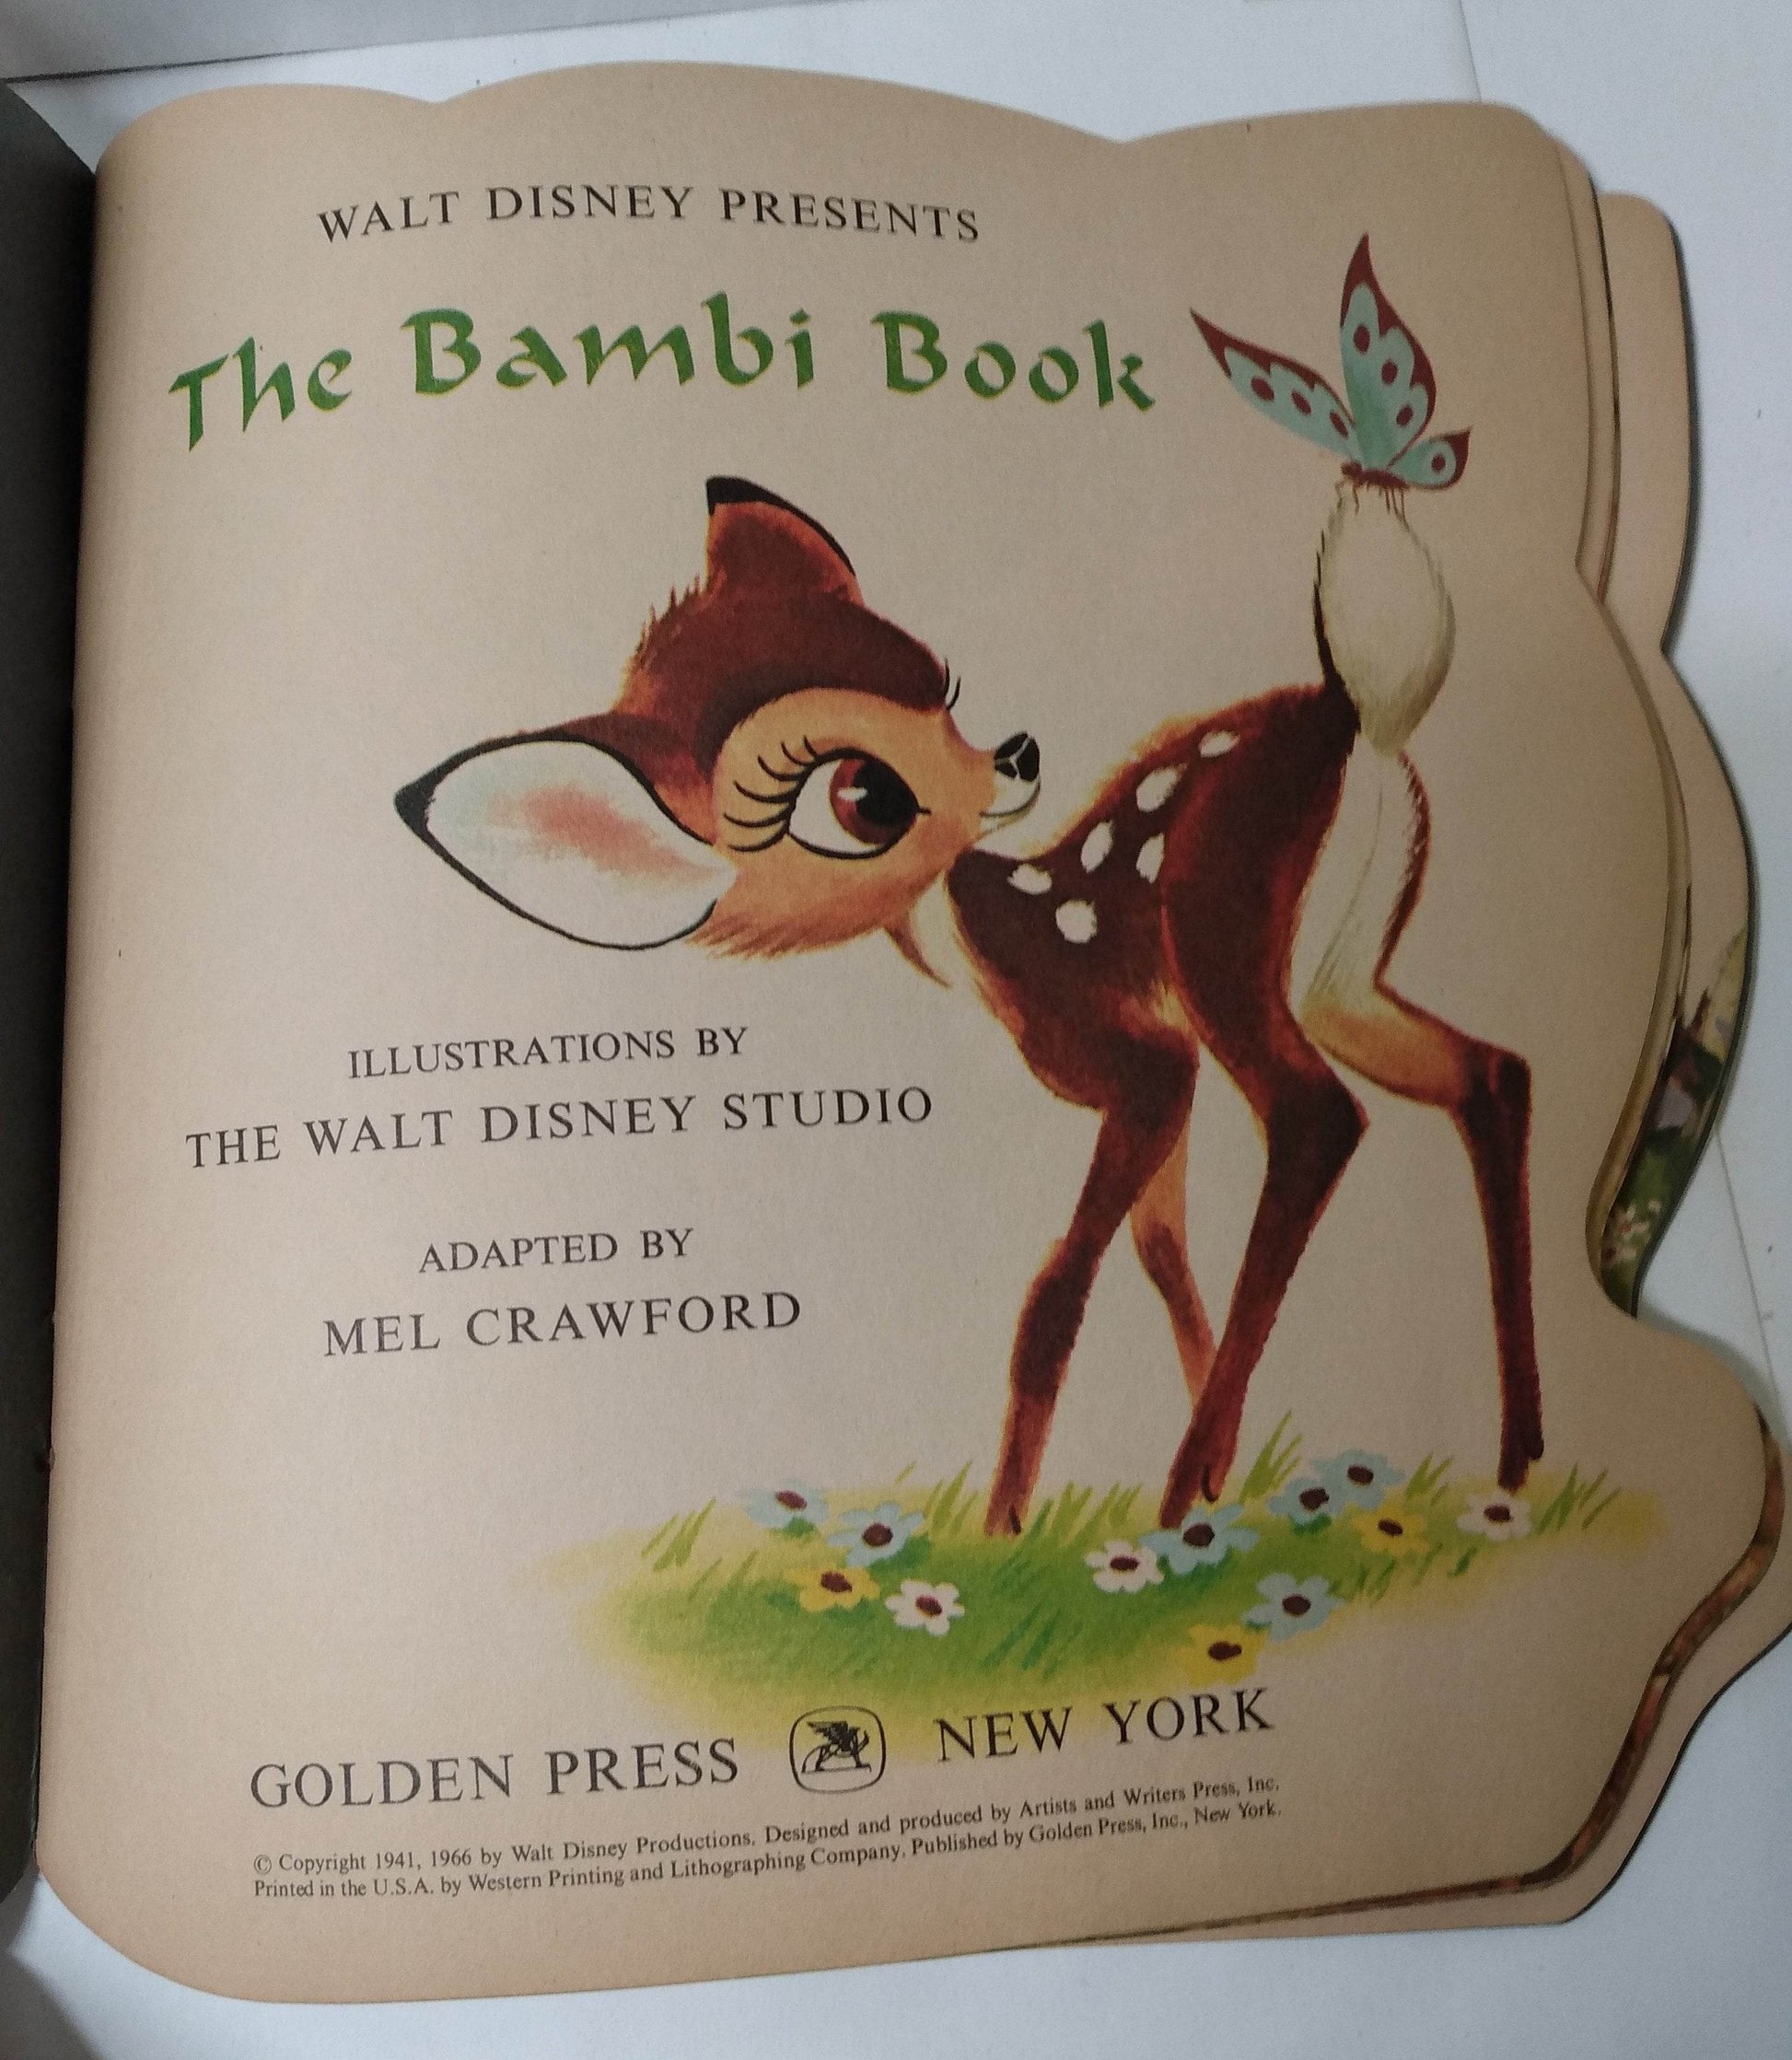 WALT DISNEY PRESENTS
The Bambi Book
ILLUSTRATIONS BY
THE WALT DISNEY STUDIO
ADAPTED BY
MEL CRAWFORD
GOLDEN PRESS NEW YORK
© Copyright 1941, 1966 by Walt Disney Productions. Designed and produced by Artists and Writers Press, Inc.
Printed in the U.S.A. by Western Printing and Lithographing Company. Published by Golden Press, Inc., New York.